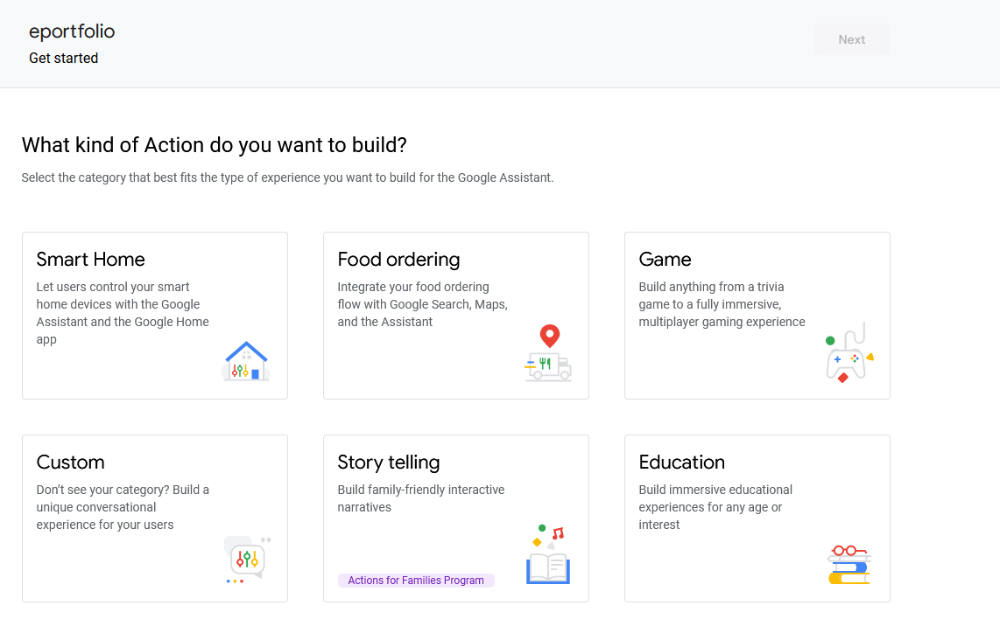 eportfolio
Next
Get started
What kind of Action do you want to build?
Select the category that best fits the type of experience you want to build for the Google Assistant.
Smart Home
Let users control your smart
home devices with the Google
Assistant and the Google Home
app
Food ordering
Integrate your food ordering
flow with Google Search, Maps,
and the Assistant
Game
Build anything from a trivia
game to a fully immersive,
multiplayer gaming experience
Custom
Don’t see your category? Build a
unique conversational
experience for your users
Story telling
Build family-friendly interactive
narratives
Actions for Families Program
Education
Build immersive educational
experiences for any age or
interest